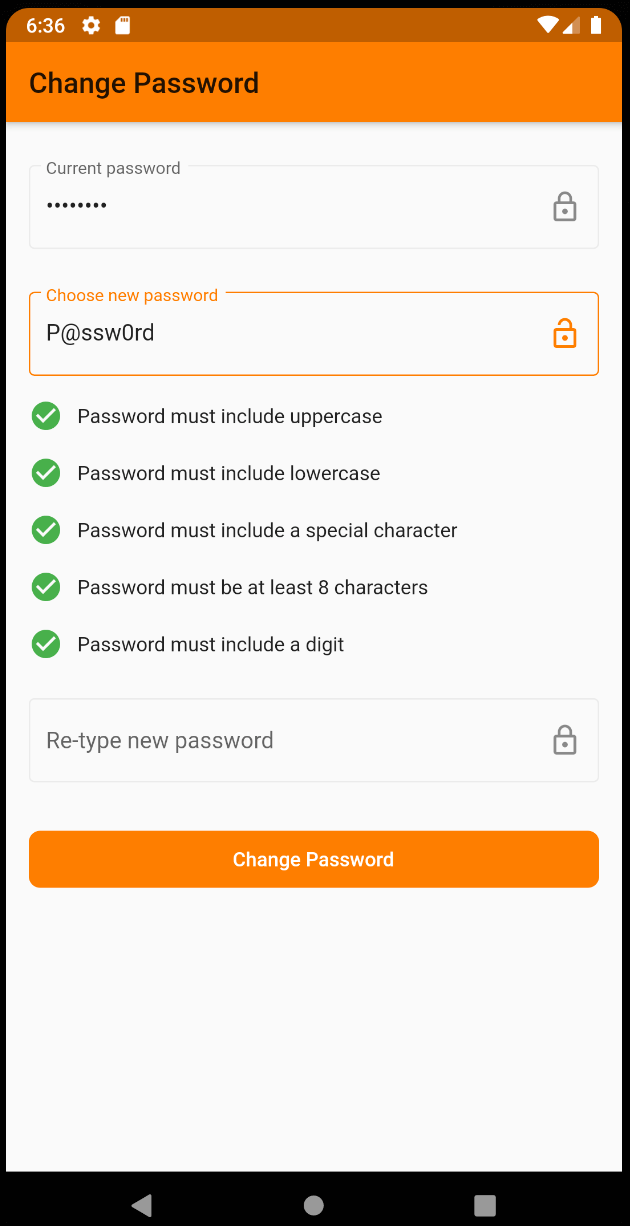 6:36
Change Password
Current password
••••••••
Choose new password
P@ssw0rd
Password must include uppercase
Password must include lowercase
Password must include a special character
Password must be at least 8 characters
Password must include a digit
Re-type new password
Change Password